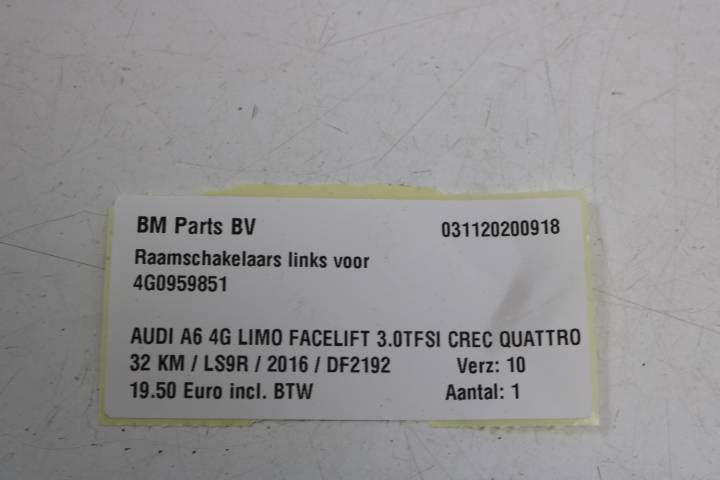 BM Parts BV 031120200918
Raamschakelaars links voor
4G0959851
AUDI A6 4G LIMO FACELIFT 3.0TFSI CREC QUATTRO
32 KM / LS9R / 2016 / DF2192 Verz: 10
19.50 Euro incl. BTW Aantal: 1